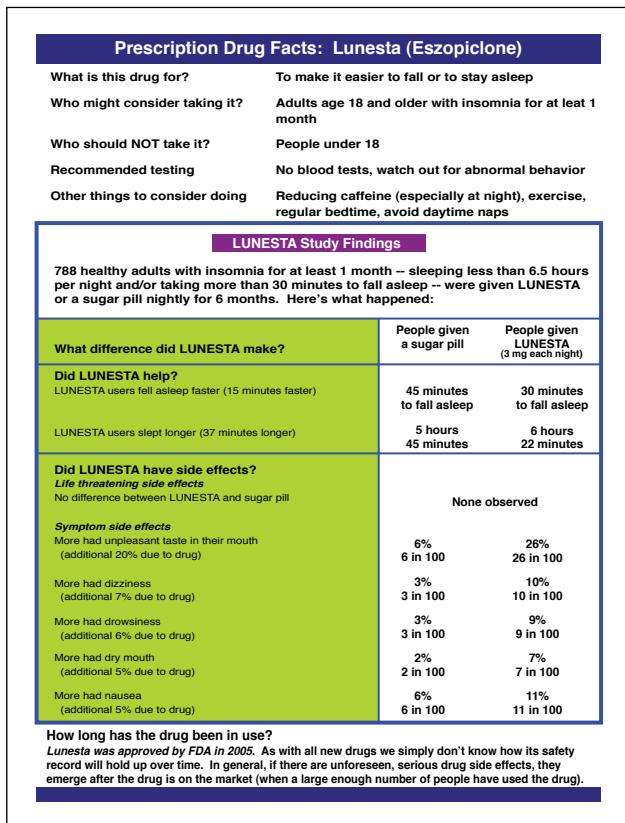 Prescription Drug Facts: Lunesta (Eszopiclone)
What is this drug for? To make it easier to fall or to stay asleep
Who might consider taking it? Adults age 18 and older with insomnia for at leat 1
month
Who should NOT take it? People under 18
Recommended testing No blood tests, watch out for abnormal behavior
Other things to consider doing Reducing caffeine (especially at night), exercise,
regular bedtime, avoid daytime naps
LUNESTA Study Findings
788 healthy adults with insomnia for at least 1 month -- sleeping less than 6.5 hours
per night and/or taking more than 30 minutes to fall asleep -- were given LUNESTA
or a sugar pill nightly for 6 months. Here's what happened:
What difference did LUNESTA make?
People given
a sugar pill
People given
LUNESTA
(3 mg each night)
Did LUNESTA help?
LUNESTA users fell asleep faster (15 minutes faster)
45 minutes
to fall asleep
30 minutes
to fall asleep
LUNESTA users slept longer (37 minutes longer)
5 hours
45 minutes
6 hours
22 minutes
Did LUNESTA have side effects?
Life threatening side effects
No difference between LUNESTA and sugar pill
None observed
Symptom side effects
More had unpleasant taste in their mouth
(additional 20% due to drug)
6%
6 in 100
26%
26 in 100
More had dizziness
(additional 7% due to drug)
3%
3 in 100
10%
10 in 100
More had drowsiness
(additional 6% due to drug)
3%
3 in 100
9%
9 in 100
More had dry mouth
(additional 5% due to drug)
2%
2 in 100
7%
7 in 100
More had nausea
(additional 5% due to drug)
6%
6 in 100
11%
11 in 100
How long has the drug been in use?
Lunesta was approved by FDA in 2005. As with all new drugs we simply don't know how its safety
record will hold up over time. In general, if there are unforeseen, serious drug side effects, they
emerge after the drug is on the market (when a large enough number of people have used the drug).